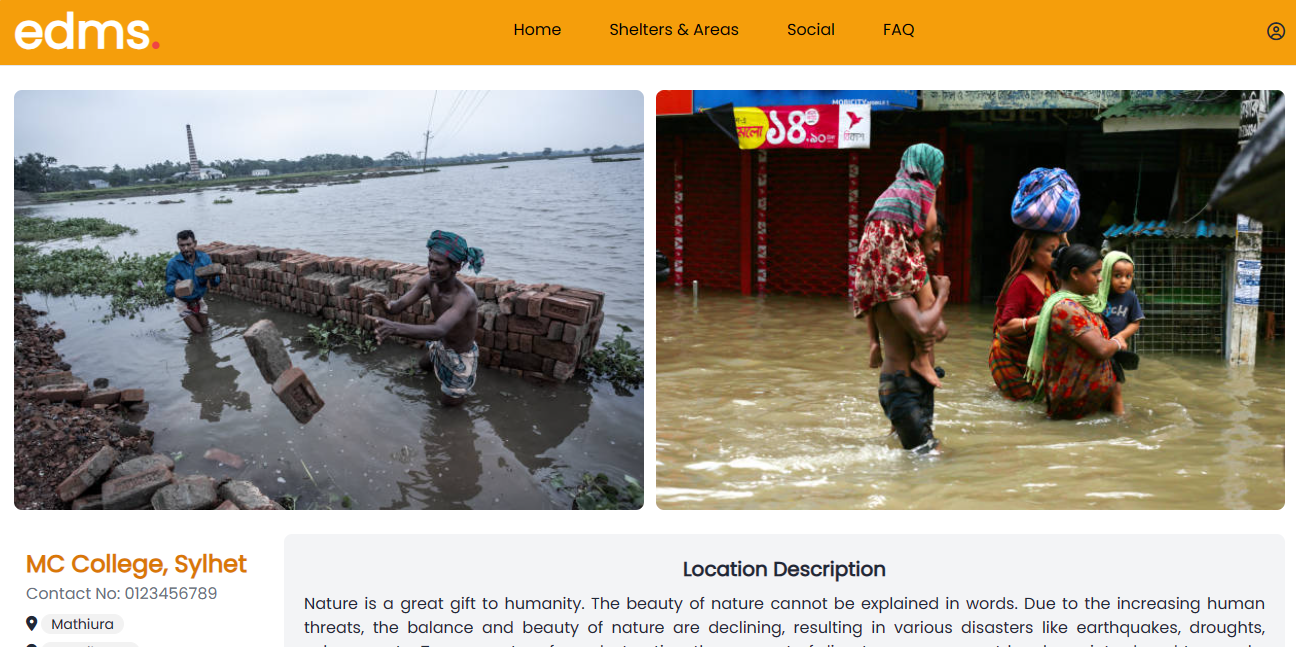 edms.
Home
Shelters & Areas
Social
FAQ
MOBICITY
১৪.৯০
MC College, Sylhet
Contact No: 0123456789
Mathiura
Location Description
Nature is a great gift to humanity. The beauty of nature cannot be explained in words. Due to the increasing human
threats, the balance and beauty of nature are declining, resulting in various disasters like earthquakes, droughts,